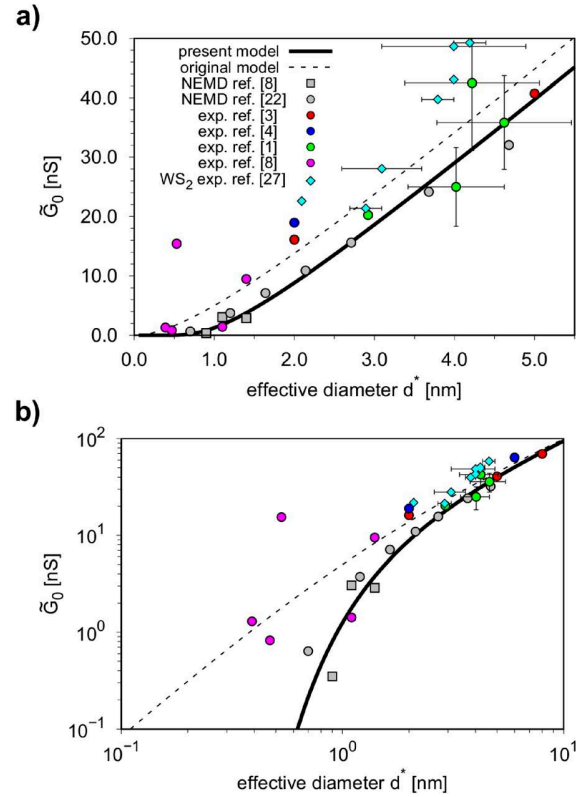 a)
50.0
40.0
30.0
20.0
10.0
0.0
G̃₀ [nS]
present model
original model
NEMD ref. [8]
NEMD ref. [22]
exp. ref. [3]
exp. ref. [4]
exp. ref. [1]
exp. ref. [8]
WS₂ exp. ref. [27]
0.0 1.0 2.0 3.0 4.0 5.0
effective diameter d* [nm]
b)
10²
10¹
10⁰
10⁻¹
G̃₀ [nS]
10⁻¹ 10⁰ 10¹
effective diameter d* [nm]